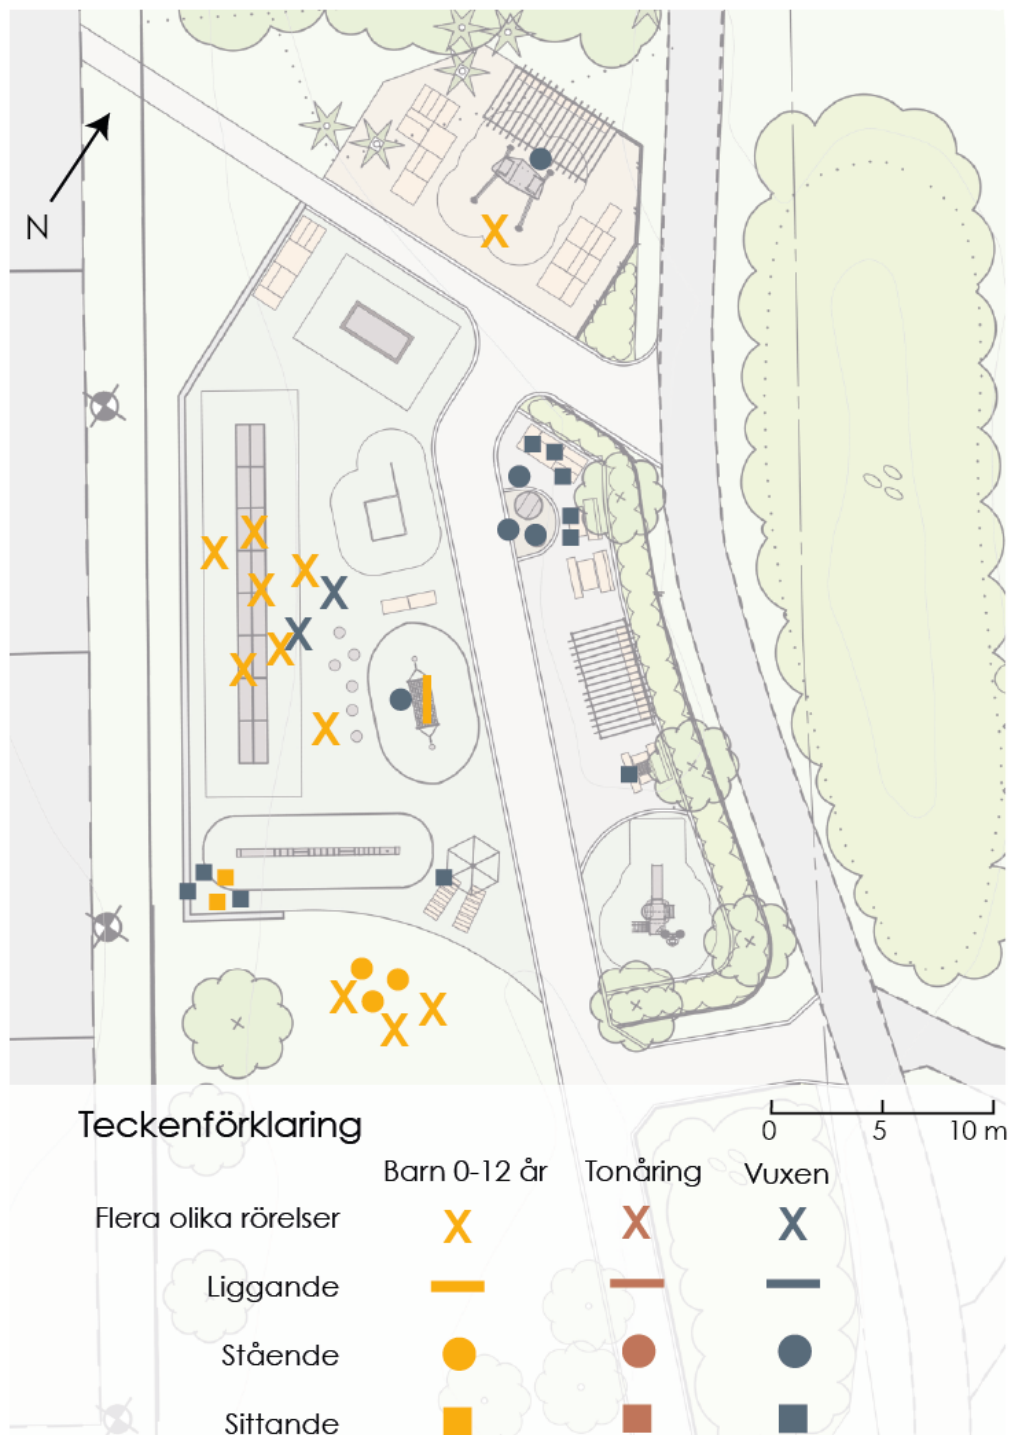 N
Teckenförklaring
0 5 10 m
Barn 0-12 år Tonåring Vuxen
Flera olika rörelser X X X
Liggande
Stående
Sittande